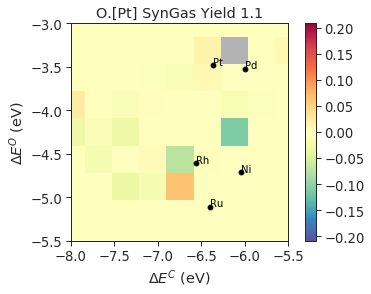 O.[Pt] SynGas Yield 1.1
−3.0
−3.5
−4.0
−4.5
−5.0
−5.5
ΔE^O (eV)
Pt
Pd
Rh
Ni
Ru
−8.0 −7.5 −7.0 −6.5 −6.0 −5.5
ΔE^C (eV)
0.20
0.15
0.10
0.05
0.00
−0.05
−0.10
−0.15
−0.20